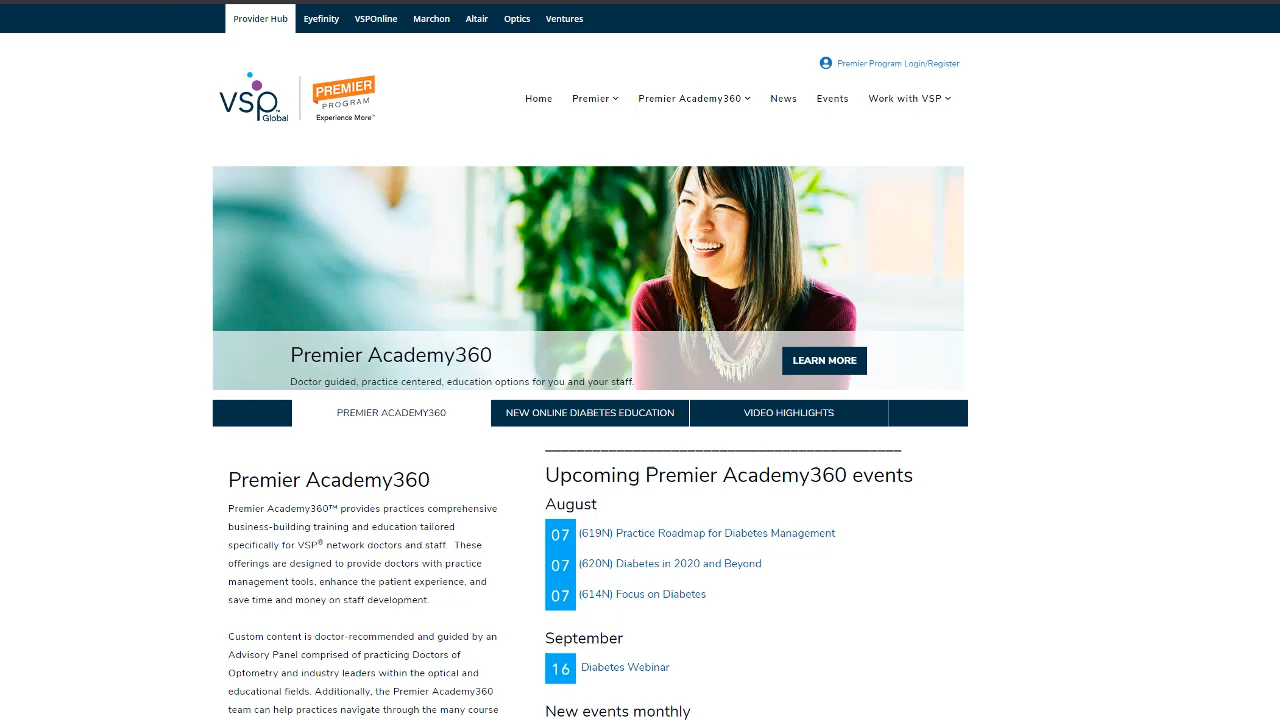 Provider Hub Eyefinity VSPOnline Marchon Altair Optics Ventures
Premier Program Login/Register
vsp™ Global
PREMIER
PROGRAM
Experience More™
Home Premier Premier Academy360 News Events Work with VSP
Premier Academy360
LEARN MORE
Doctor guided, practice centered, education options for you and your staff.
PREMIER ACADEMY360 NEW ONLINE DIABETES EDUCATION VIDEO HIGHLIGHTS
Premier Academy360
Premier Academy360™ provides practices comprehensive
business-building training and education tailored
specifically for VSP® network doctors and staff. These
offerings are designed to provide doctors with practice
management tools, enhance the patient experience, and
save time and money on staff development.
Custom content is doctor-recommended and guided by an
Advisory Panel comprised of practicing Doctors of
Optometry and industry leaders within the optical and
educational fields. Additionally, the Premier Academy360
team can help practices navigate through the many course
Upcoming Premier Academy360 events
August
07 (619N) Practice Roadmap for Diabetes Management
07 (620N) Diabetes in 2020 and Beyond
07 (614N) Focus on Diabetes
September
16 Diabetes Webinar
New events monthly